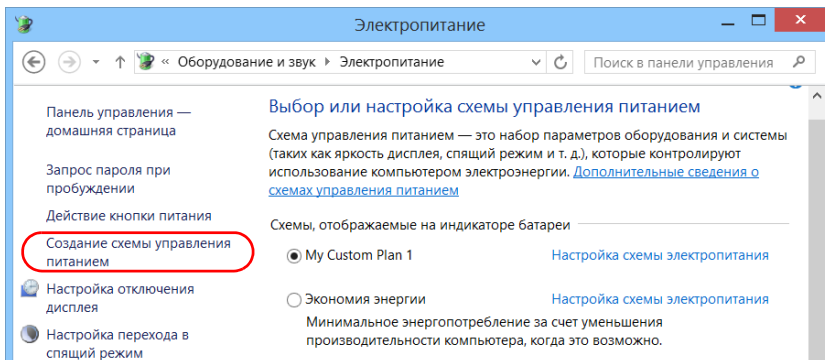 Электропитание
« Оборудование и звук Электропитание
Поиск в панели управления
Панель управления —
домашняя страница
Запрос пароля при
пробуждении
Действие кнопки питания
Создание схемы управления
питанием
Настройка отключения
дисплея
Настройка перехода в
спящий режим
Выбор или настройка схемы управления питанием
Схема управления питанием — это набор параметров оборудования и системы
(таких как яркость дисплея, спящий режим и т. д.), которые контролируют
использование компьютером электроэнергии. Дополнительные сведения о
схемах управления питанием
Схемы, отображаемые на индикаторе батареи
My Custom Plan 1 Настройка схемы электропитания
Экономия энергии Настройка схемы электропитания
Минимальное энергопотребление за счет уменьшения
производительности компьютера, когда это возможно.